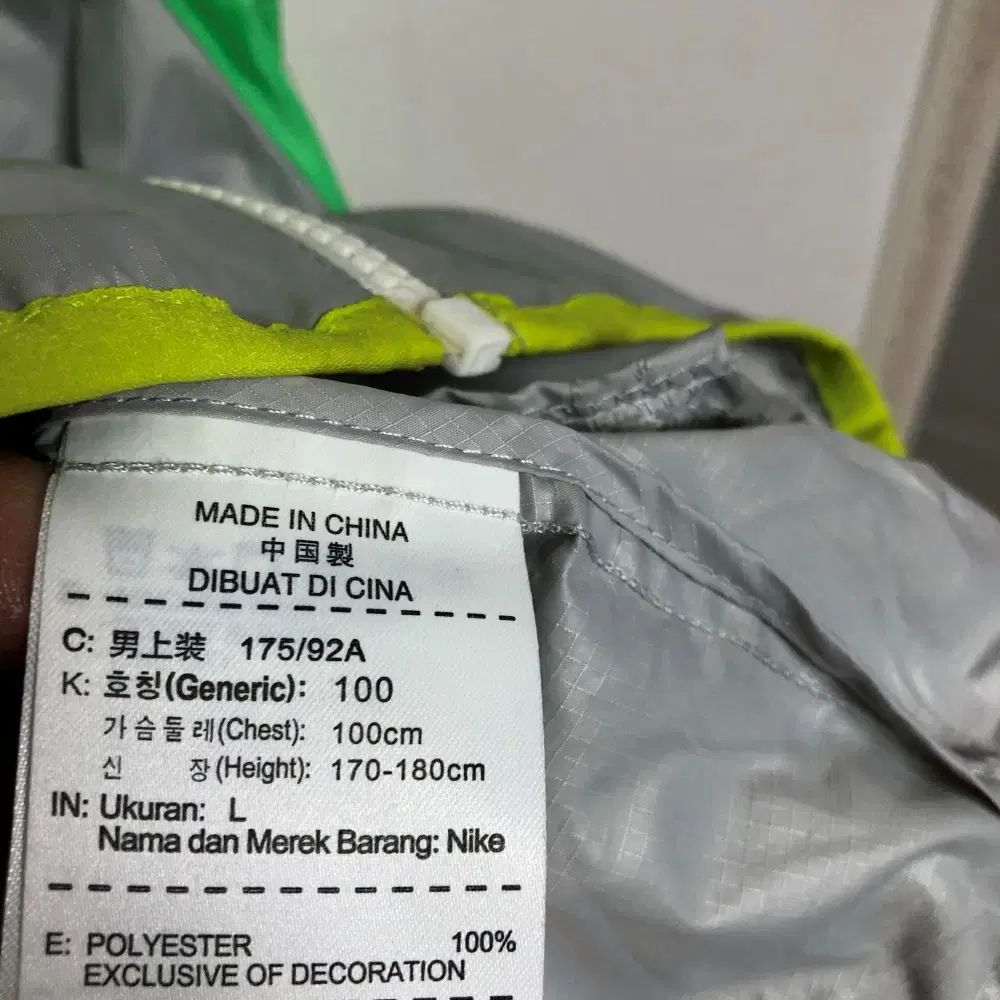 MADE IN CHINA
中国製
DIBUAT DI CINA
C: 男上装 175/92A
K: 호칭(Generic): 100
가슴둘레(Chest): 100cm
신 장(Height): 170-180cm
IN: Ukuran: L
Nama dan Merek Barang: Nike
E: POLYESTER 100%
EXCLUSIVE OF DECORATION